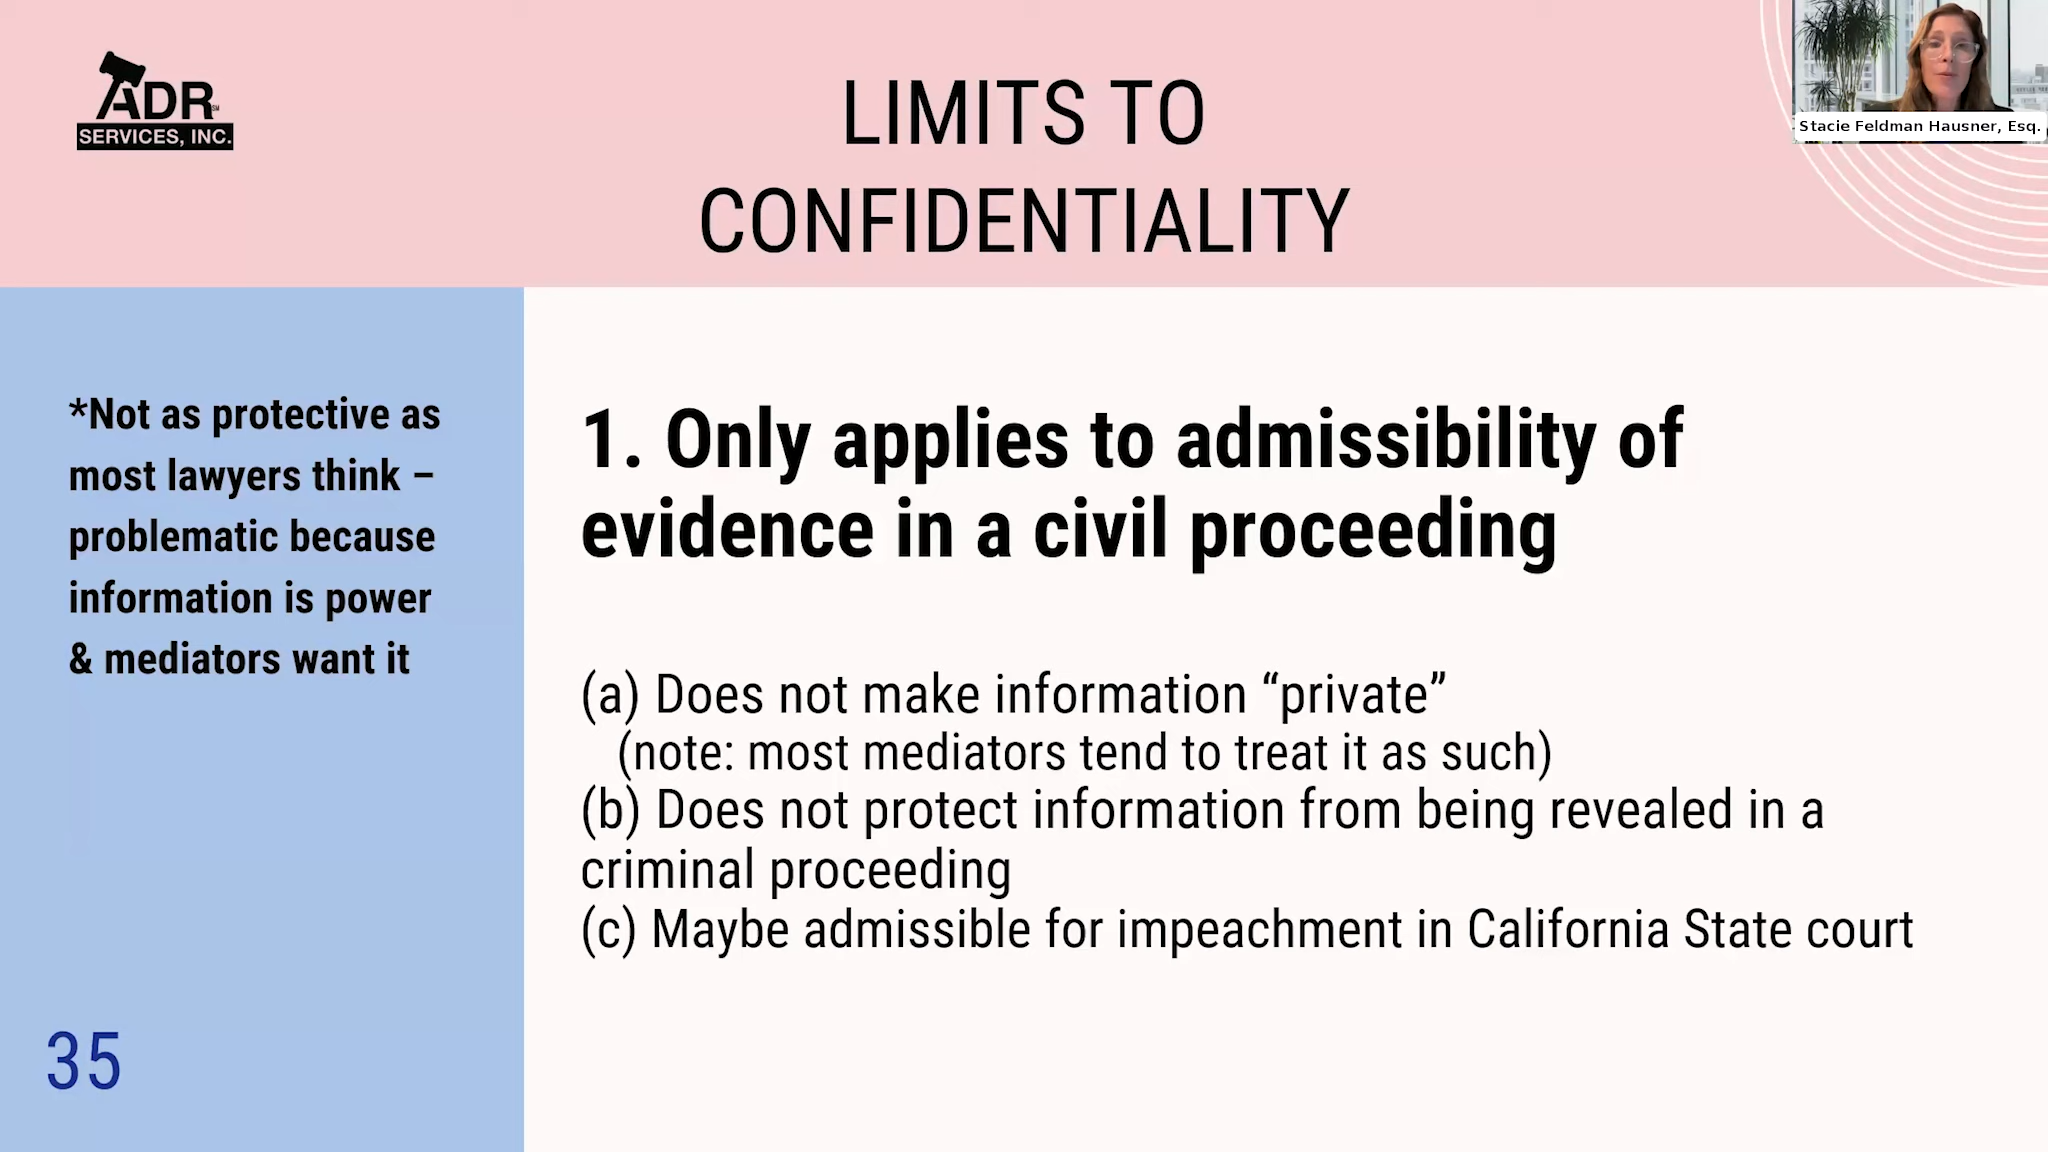 ADR SM
SERVICES, INC.
LIMITS TO
CONFIDENTIALITY
Stacie Feldman Hausner, Esq.
*Not as protective as
most lawyers think –
problematic because
information is power
& mediators want it
35
1. Only applies to admissibility of
evidence in a civil proceeding
(a) Does not make information “private”
(note: most mediators tend to treat it as such)
(b) Does not protect information from being revealed in a
criminal proceeding
(c) Maybe admissible for impeachment in California State court